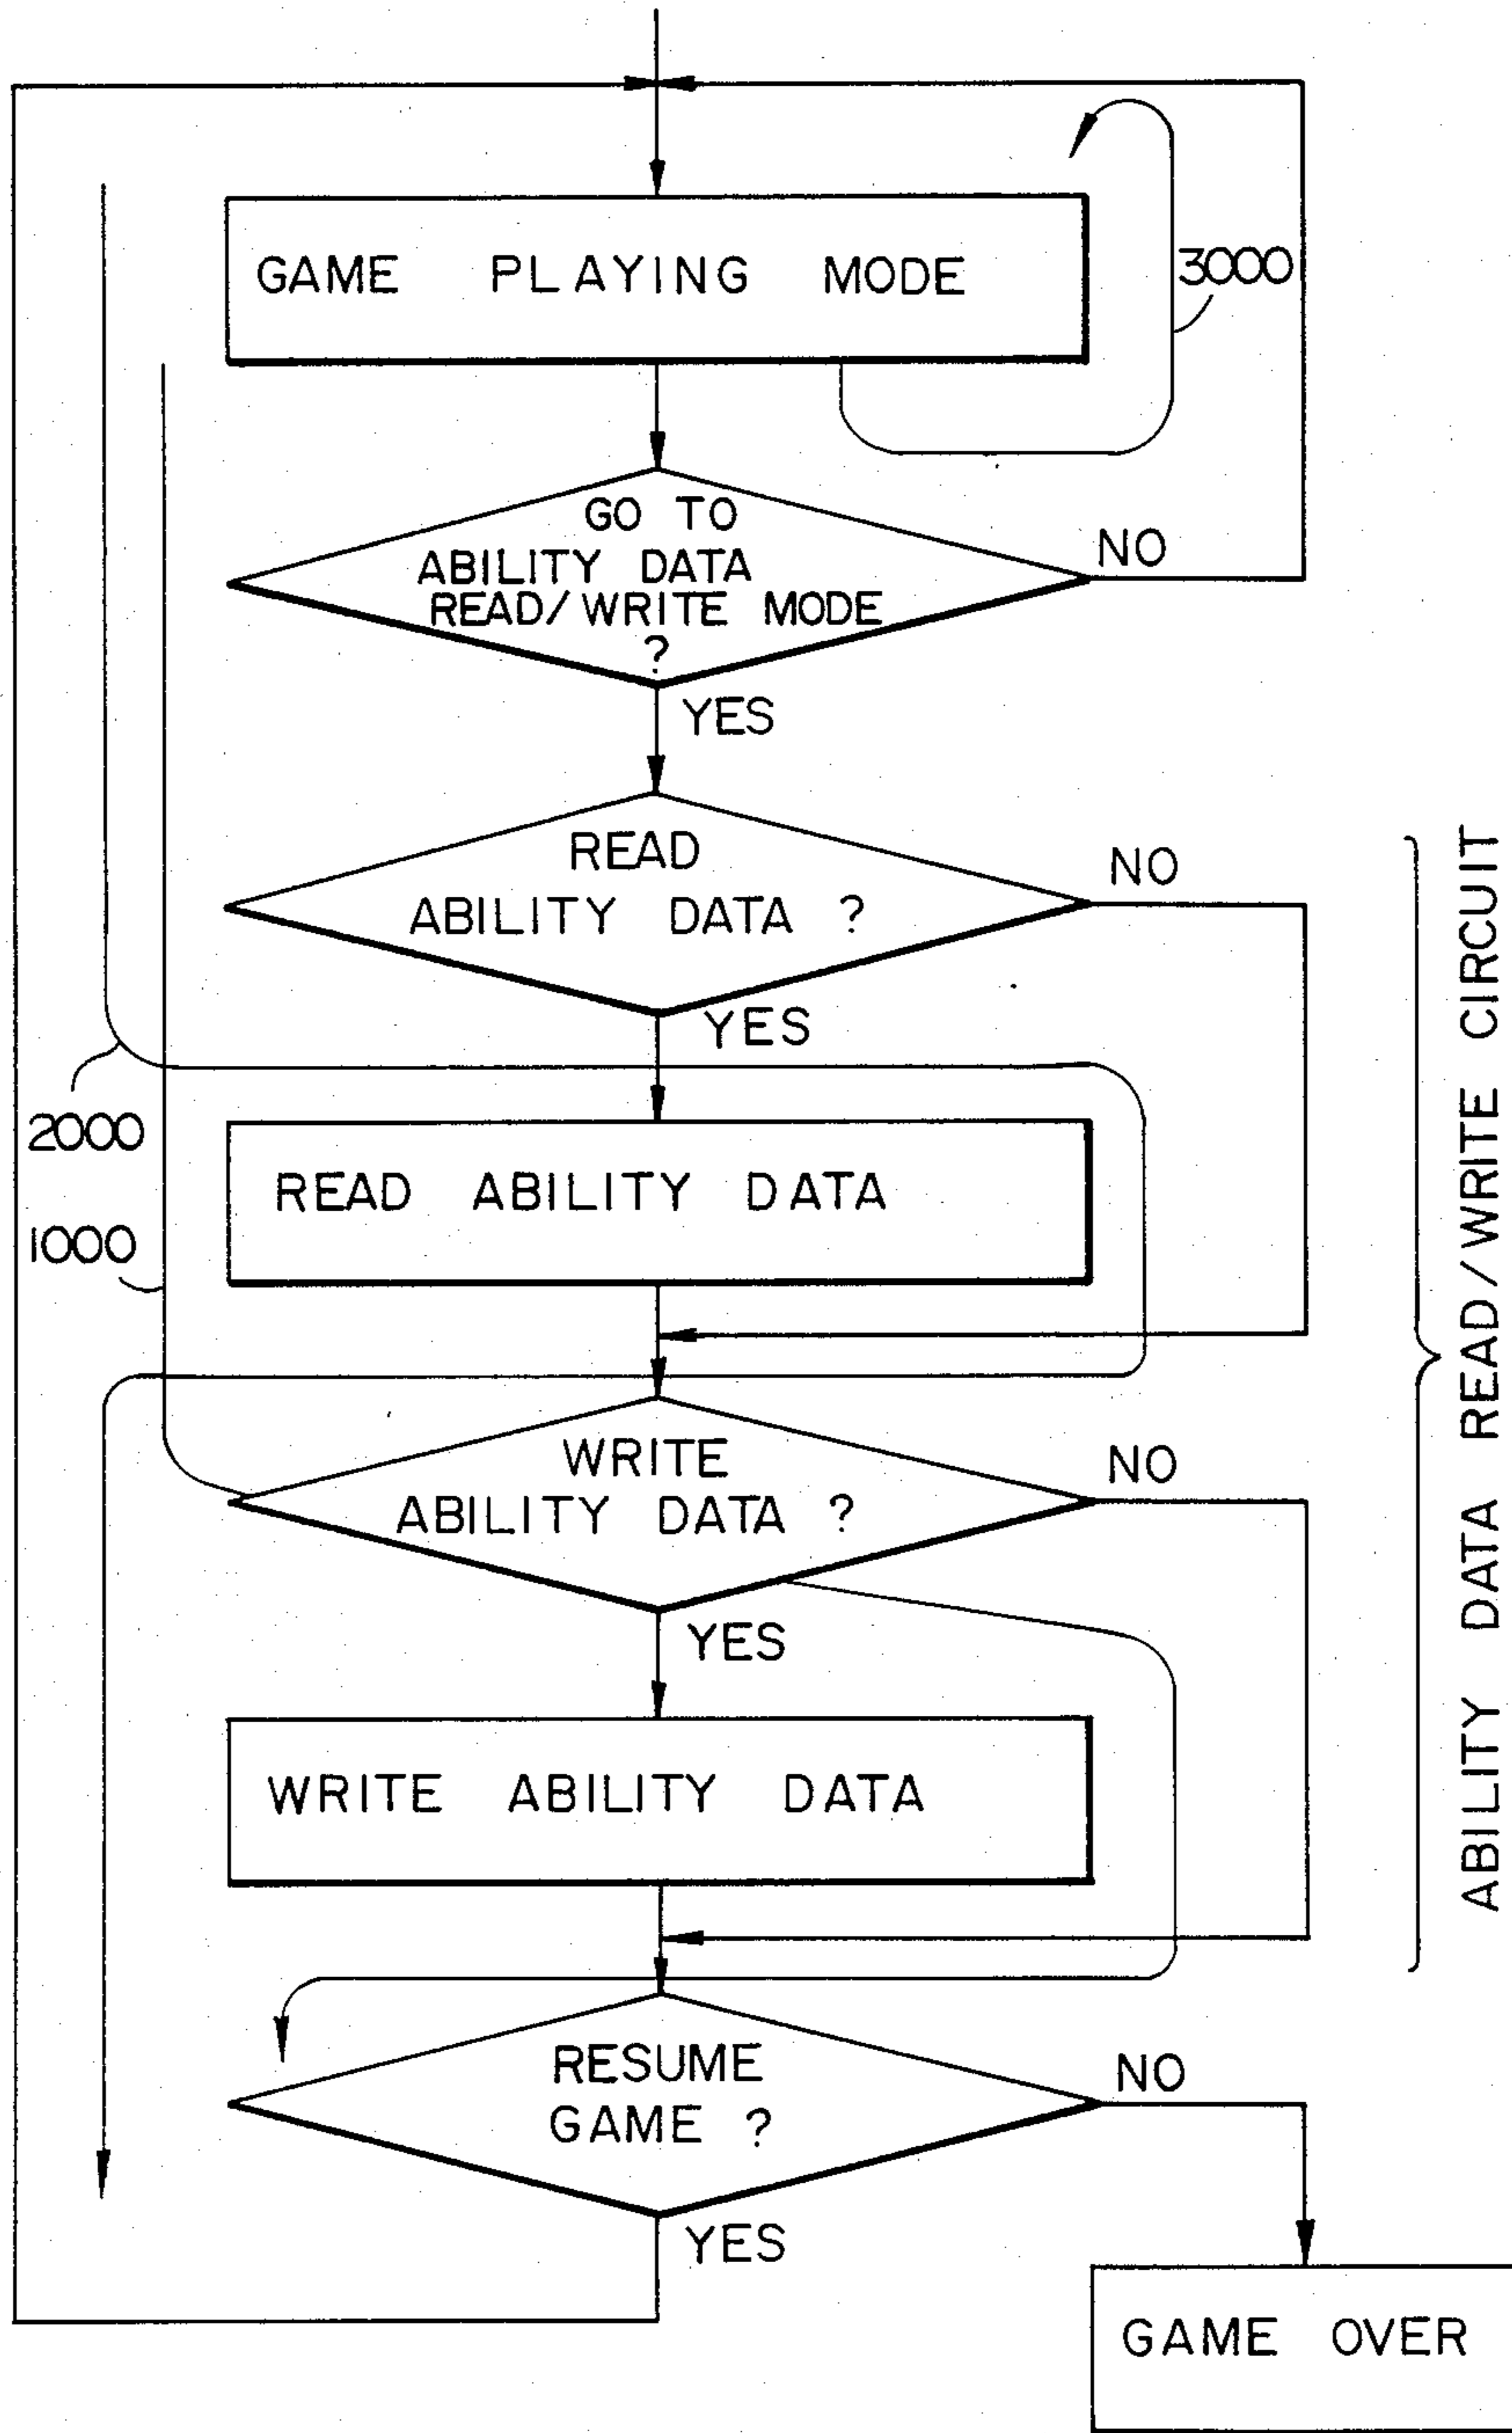 GAME PLAYING MODE
3000
GO TO
ABILITY DATA
READ/WRITE MODE
?
NO
YES
READ
ABILITY DATA ?
NO
YES
2000
READ ABILITY DATA
1000
WRITE
ABILITY DATA ?
NO
YES
WRITE ABILITY DATA
ABILITY DATA READ/WRITE CIRCUIT
RESUME
GAME ?
NO
YES
GAME OVER